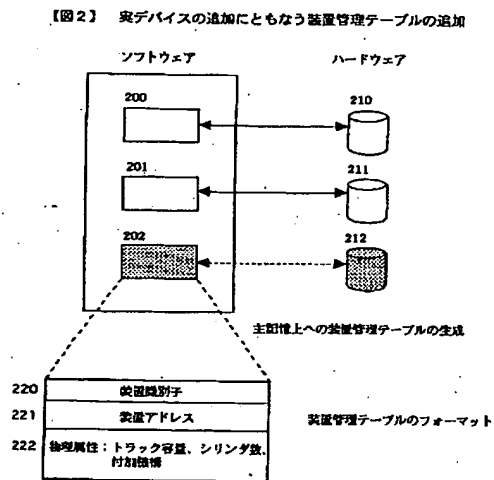 【図2】 実デバイスの追加にともなう装置管理テーブルの追加
ソフトウェア ハードウェア
200 210
201 211
202 212
主記憶上への装置管理テーブルの生成
220 装置識別子
221 装置アドレス 装置管理テーブルのフォーマット
222 物理属性；トラック容量、シリンダ数、
付加機構